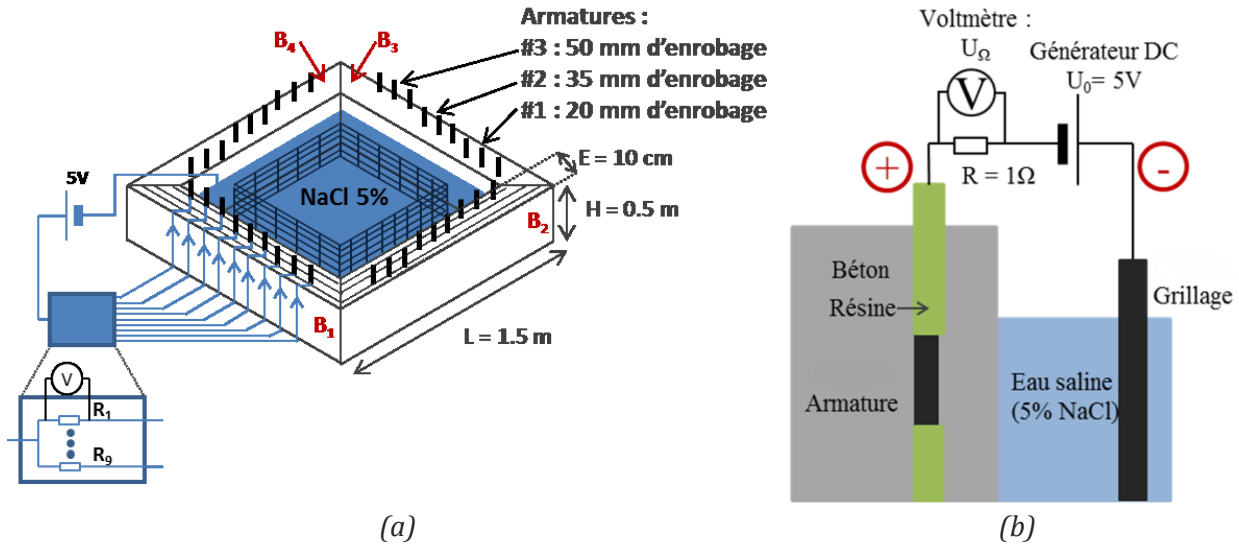 Armatures :
#3 : 50 mm d'enrobage
#2 : 35 mm d'enrobage
#1 : 20 mm d'enrobage
B4
B3
E = 10 cm
5V
NaCl 5%
B2
H = 0.5 m
B1
L = 1.5 m
V
R1
R9
(a)
Voltmètre :
UΩ
Générateur DC
U0= 5V
V
+
R = 1Ω
-
Béton
Résine
Grillage
Armature
Eau saline
(5% NaCl)
(b)